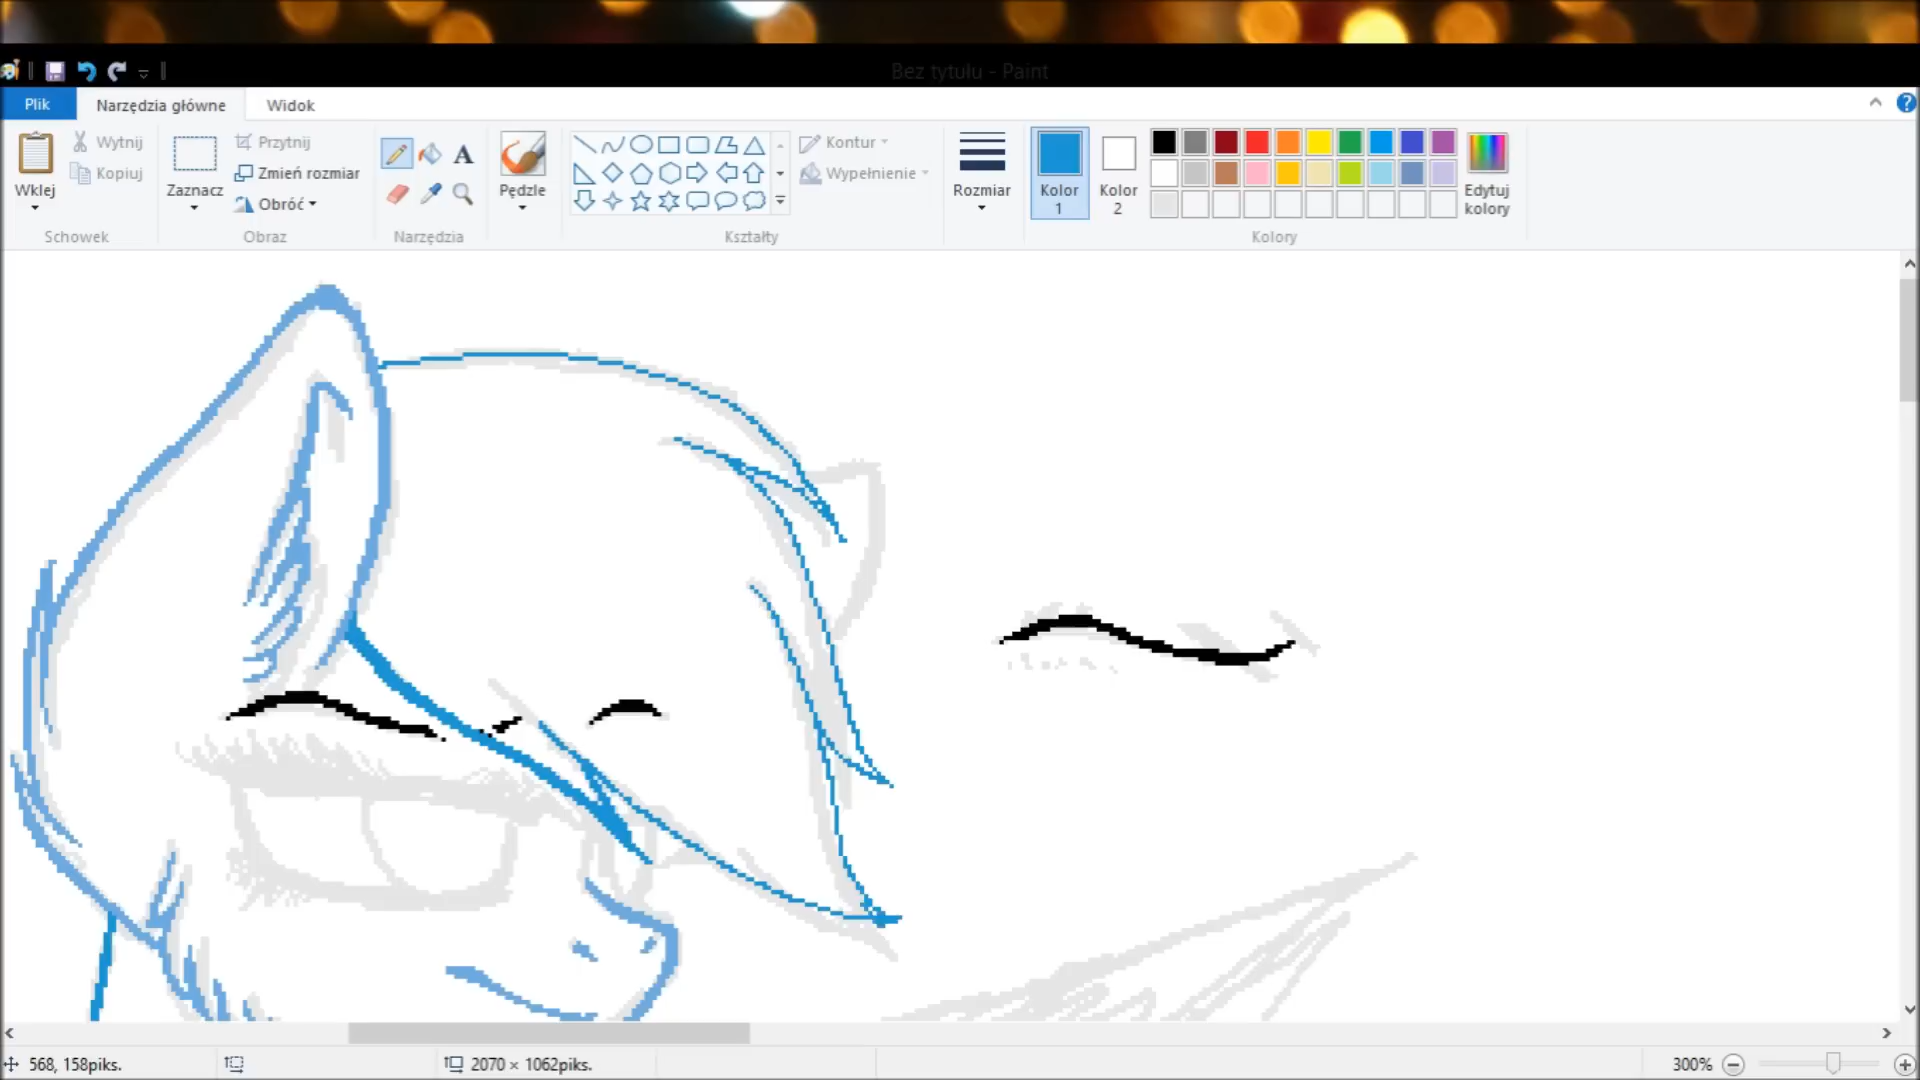 Bez tytułu - Paint
Plik
Narzędzia główne
Widok
Wklej
Wytnij
Kopiuj
Schowek
Zaznacz
Przytnij
Zmień rozmiar
Obróć
Obraz
A
Narzędzia
Pędzle
Kształty
Kontur
Wypełnienie
Rozmiar
Kolor
1
Kolor
2
Edytuj
kolory
Kolory
568, 158piks.
2070 × 1062piks.
300%